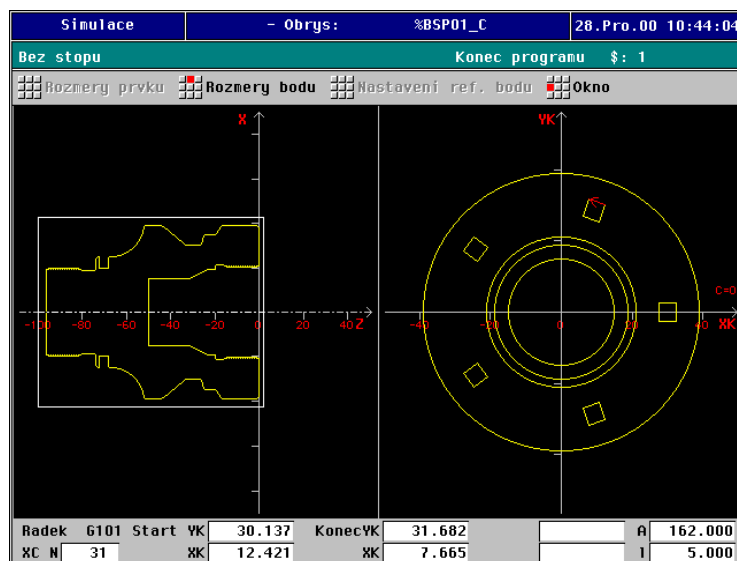 Simulace - Obrys: %BSP01_C 28.Pro.00 10:44:04
Bez stopu Konec programu $: 1
Rozmery prvku Rozmery bodu Nastaveni ref. bodu Okno
X YK
C=0
-100 -80 -60 -40 -20 0 20 40 Z -40 -20 0 20 40 XK
Radek G101 Start YK 30.137 KonecYK 31.682 A 162.000
XC N 31 XK 12.421 XK 7.665 l 5.000